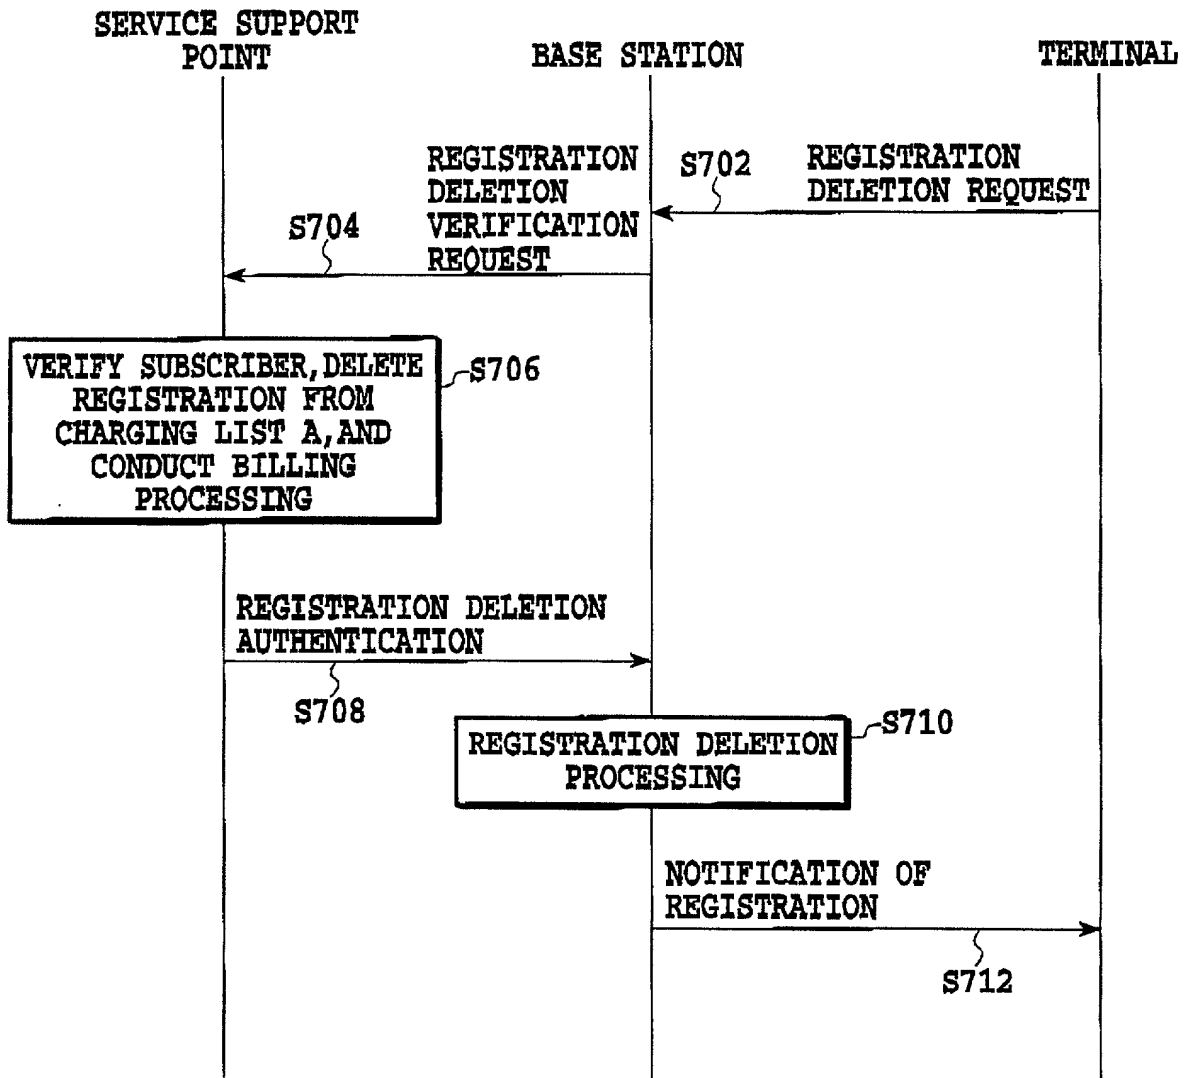 SERVICE SUPPORT
POINT
BASE STATION
TERMINAL
REGISTRATION
DELETION
VERIFICATION
REQUEST
S702
REGISTRATION
DELETION REQUEST
S704
VERIFY SUBSCRIBER,DELETE
REGISTRATION FROM
CHARGING LIST A,AND
CONDUCT BILLING
PROCESSING
S706
REGISTRATION DELETION
AUTHENTICATION
S708
REGISTRATION DELETION
PROCESSING
S710
NOTIFICATION OF
REGISTRATION
S712